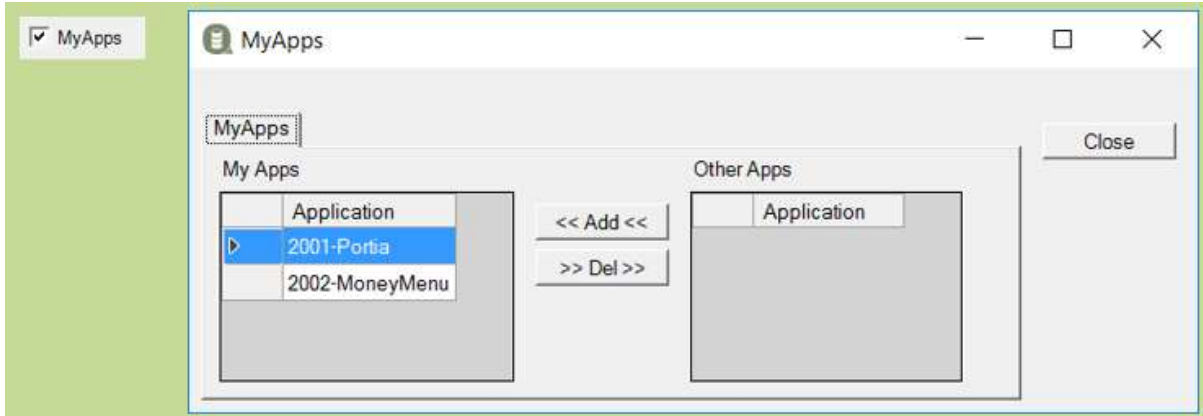 MyApps
MyApps
MyApps
Close
My Apps
Other Apps
Application
Application
<< Add <<
2001-Portia
>> Del >>
2002-MoneyMenu